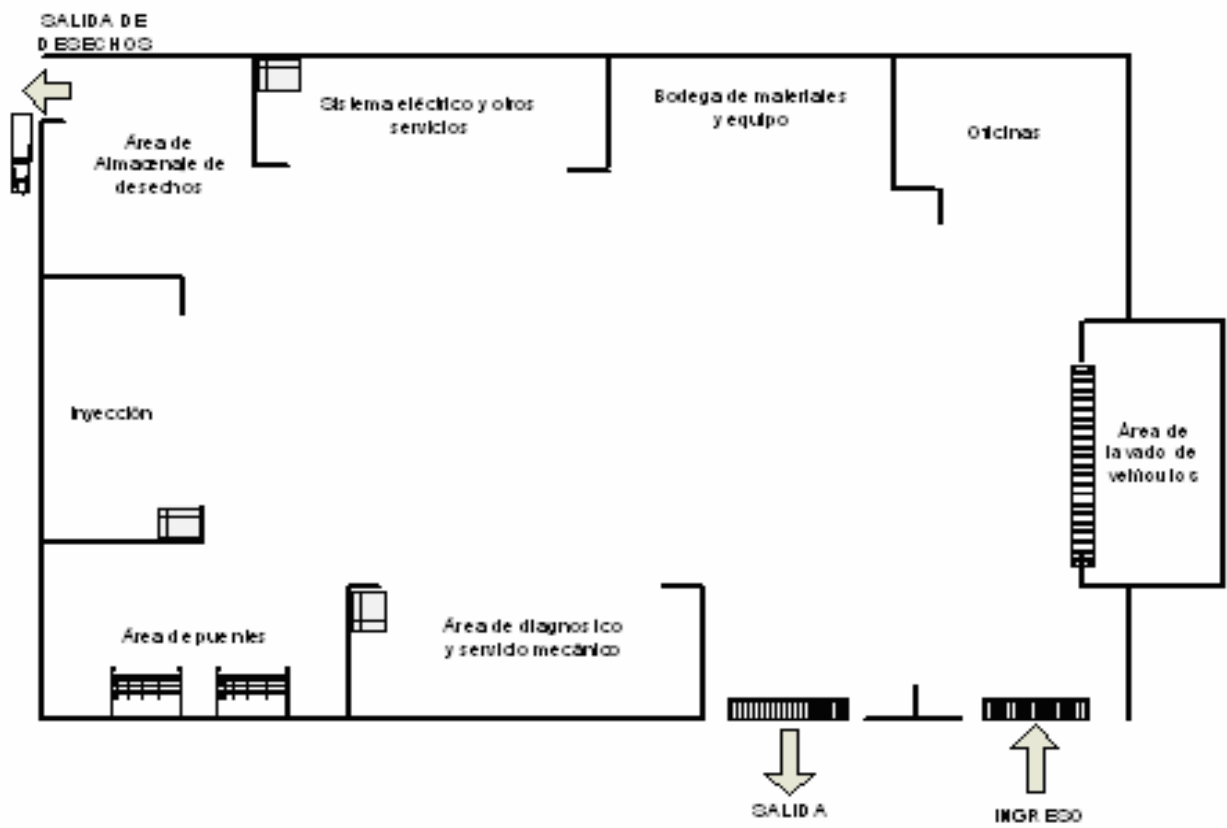 SALIDA DE
DESECHOS
Área de
Almacenaje de
desechos
Sistema eléctrico y otros
servicios
Bodega de materiales
y equipo
Oficinas
Inyección
Área de
lavado de
vehículos
Área de puentes
Área de diagnostico
y servicio mecánico
SALIDA
INGRESO